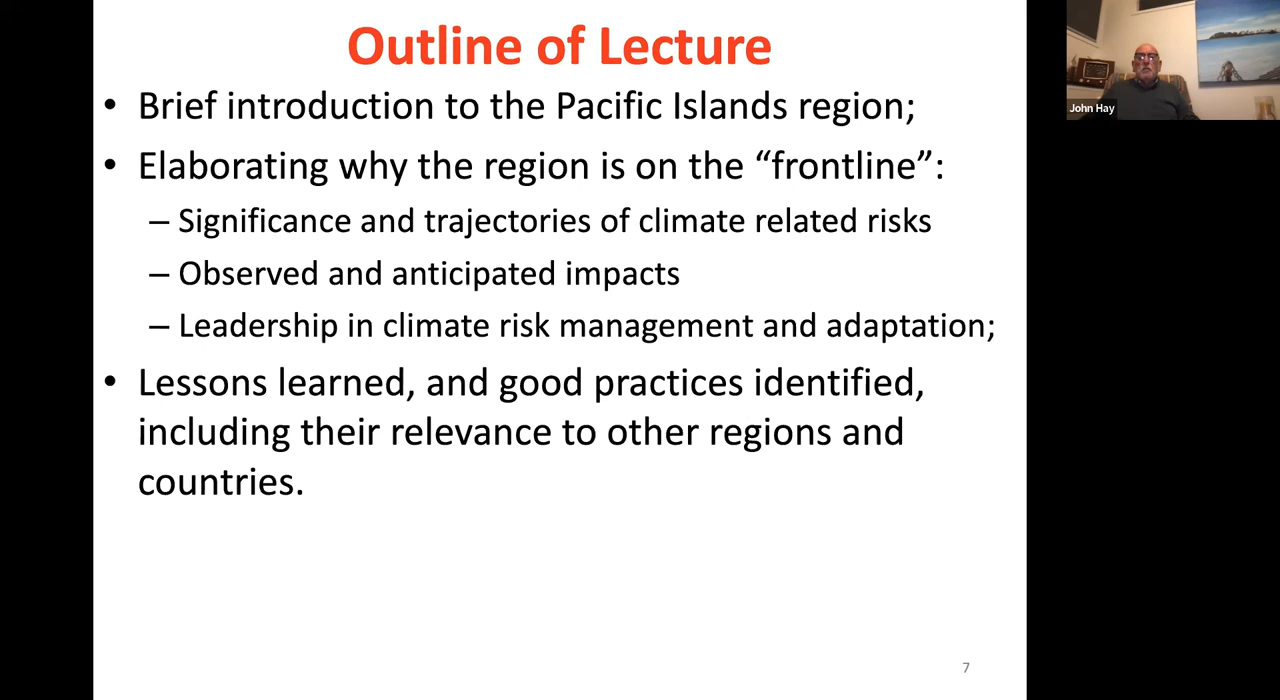 Outline of Lecture
• Brief introduction to the Pacific Islands region;
• Elaborating why the region is on the “frontline”:
– Significance and trajectories of climate related risks
– Observed and anticipated impacts
– Leadership in climate risk management and adaptation;
• Lessons learned, and good practices identified,
including their relevance to other regions and
countries.
7
John Hay